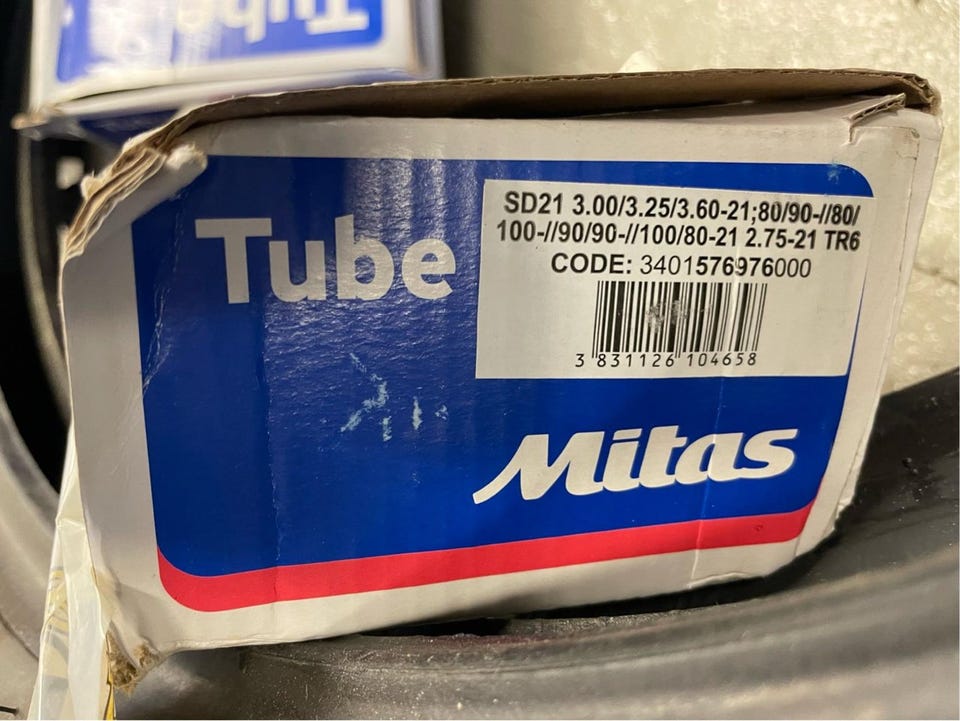 Tube
Tube
SD21 3.00/3.25/3.60-21;80/90-//80/
100-//90/90-//100/80-21 2.75-21 TR6
CODE: 3401576976000
3 831126 104658
Mitas